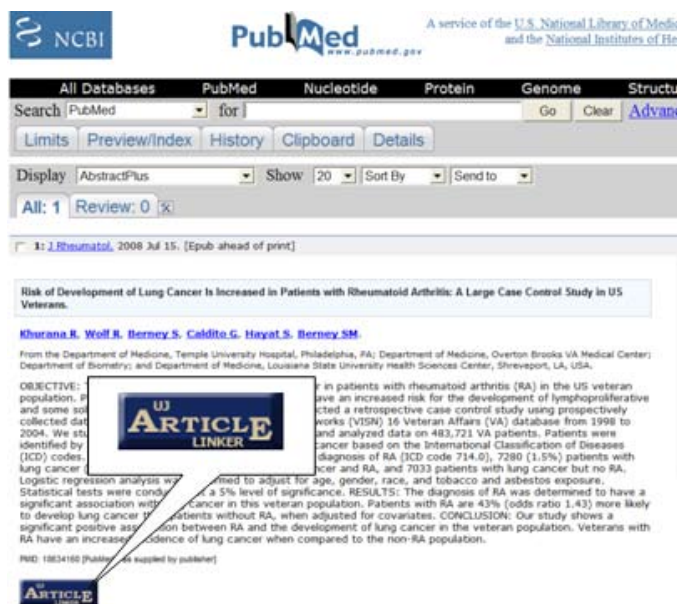 NCBI
PubMed
www.pubmed.gov
A service of the U.S. National Library of Medic
and the National Institutes of He
All Databases PubMed Nucleotide Protein Genome Structu
Search PubMed for Go Clear Advanc
Limits Preview/Index History Clipboard Details
Display AbstractPlus Show 20 Sort By Send to
All: 1 Review: 0
1: J Rheumatol. 2008 Jul 15. [Epub ahead of print]
Risk of Development of Lung Cancer Is Increased in Patients with Rheumatoid Arthritis: A Large Case Control Study in US
Veterans.
Khurana R, Wolf R, Berney S, Caldito G, Hayat S, Berney SM.
From the Department of Medicine, Temple University Hospital, Philadelphia, PA; Department of Medicine, Overton Brooks VA Medical Center;
Department of Biometry; and Department of Medicine, Louisiana State University Health Sciences Center, Shreveport, LA, USA.
OBJECTIVE: r in patients with rheumatoid arthritis (RA) in the US veteran
population. P ave an increased risk for the development of lymphoproliferative
and some sol cted a retrospective case control study using prospectively
collected dat works (VISN) 16 Veteran Affairs (VA) database from 1998 to
2004. We stu and analyzed data on 483,721 VA patients. Patients were
identified by cancer based on the International Classification of Diseases
(ICD) codes. diagnosis of RA (ICD code 714.0), 7280 (1.5%) patients with
lung cancer ncer and RA, and 7033 patients with lung cancer but no RA.
Logistic regression analysis wa rmed to adjust for age, gender, race, and tobacco and asbestos exposure.
Statistical tests were condu t a 5% level of significance. RESULTS: The diagnosis of RA was determined to have a
significant association with cancer in this veteran population. Patients with RA are 43% (odds ratio 1.43) more likely
to develop lung cancer th patients without RA, when adjusted for covariates. CONCLUSION: Our study shows a
significant positive ass tion between RA and the development of lung cancer in the veteran population. Veterans with
RA have an increased idence of lung cancer when compared to the non-RA population.
UJ
ARTICLE
LINKER
PMID: 18634160 [PubMed as supplied by publisher]
ARTICLE
LINKER